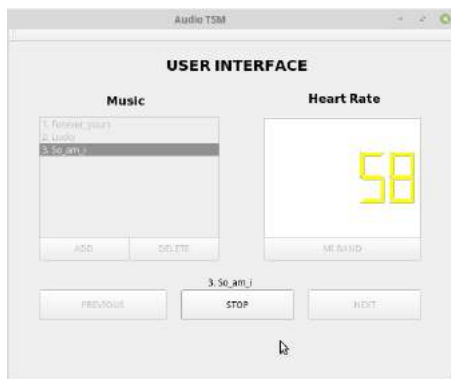 Audio TSM
USER INTERFACE
Music
Heart Rate
1. Forever_yours
2. Lucky
3. So_am_i
58
ADD
DELETE
MI BAND
3. So_am_i
PREVIOUS
STOP
NEXT